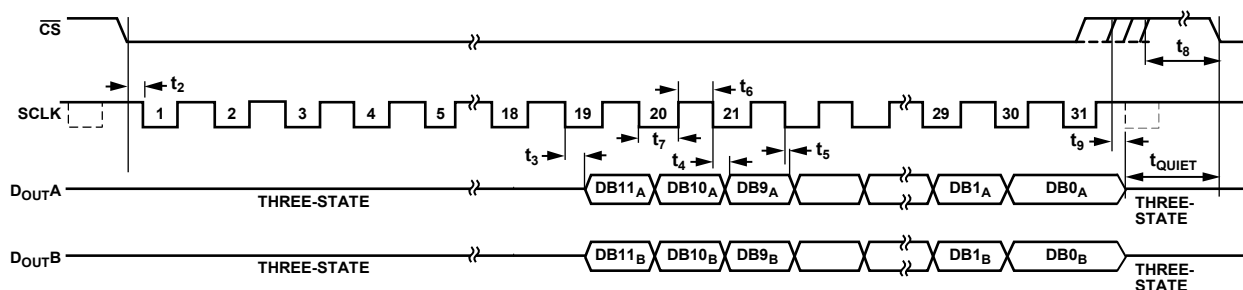 CS
t8
t2
t6
SCLK
1 2 3 4 5 18 19 20 21 29 30 31
t3
t7
t4
t5
t9
tQUIET
DOUTA
THREE-STATE
DB11A DB10A DB9A DB1A DB0A
THREE-
STATE
DOUTB
THREE-STATE
DB11B DB10B DB9B DB1B DB0B
THREE-
STATE